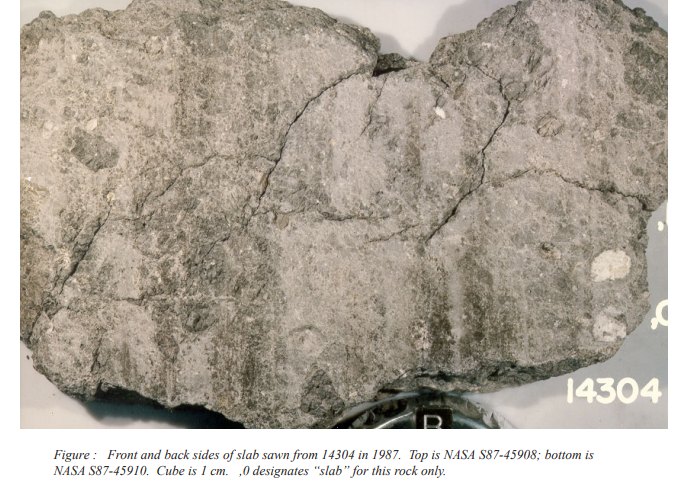 ,0
14304
B
Figure : Front and back sides of slab sawn from 14304 in 1987. Top is NASA S87-45908; bottom is
NASA S87-45910. Cube is 1 cm. ,0 designates “slab” for this rock only.